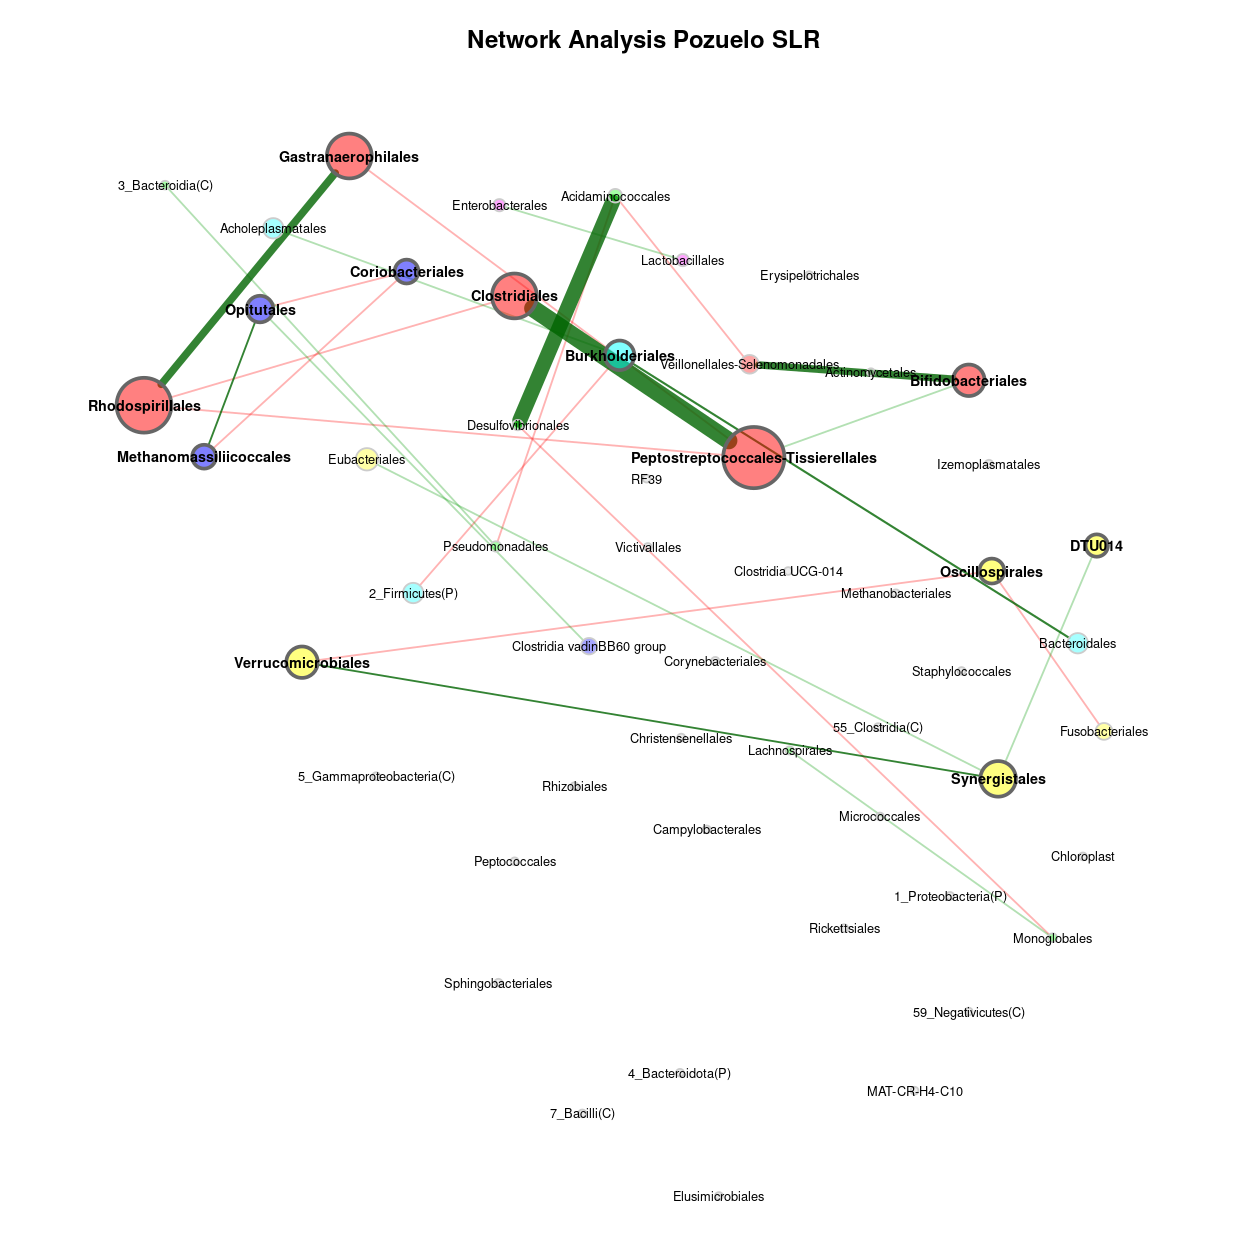 Network Analysis Pozuelo SLR
Gastranaerophilales
3_Bacteroidia(C)
Acidaminococcales
Enterobacterales
Acholeplasmatales
Lactobacillales
Coriobacteriales
Erysipelotrichales
Clostridiales
Opitutales
Burkholderiales
Veillonellales-Selenomonadales
Actinomycetales
Bifidobacteriales
Rhodospirillales
Desulfovibrionales
Methanomassiliicoccales
Eubacteriales
Peptostreptococcales-Tissierellales
Izemoplasmatales
RF39
Pseudomonadales
Victivallales
DTU014
Clostridia UCG-014
Oscillospirales
2_Firmicutes(P)
Methanobacteriales
Clostridia vadinBB60 group
Bacteroidales
Verrucomicrobiales
Corynebacteriales
Staphylococcales
55_Clostridia(C)
Fusobacteriales
Christensenellales
Lachnospirales
5_Gammaproteobacteria(C)
Synergistales
Rhizobiales
Micrococcales
Campylobacterales
Chloroplast
Peptococcales
1_Proteobacteria(P)
Rickettsiales
Monoglobales
Sphingobacteriales
59_Negativicutes(C)
4_Bacteroidota(P)
MAT-CR-H4-C10
7_Bacilli(C)
Elusimicrobiales